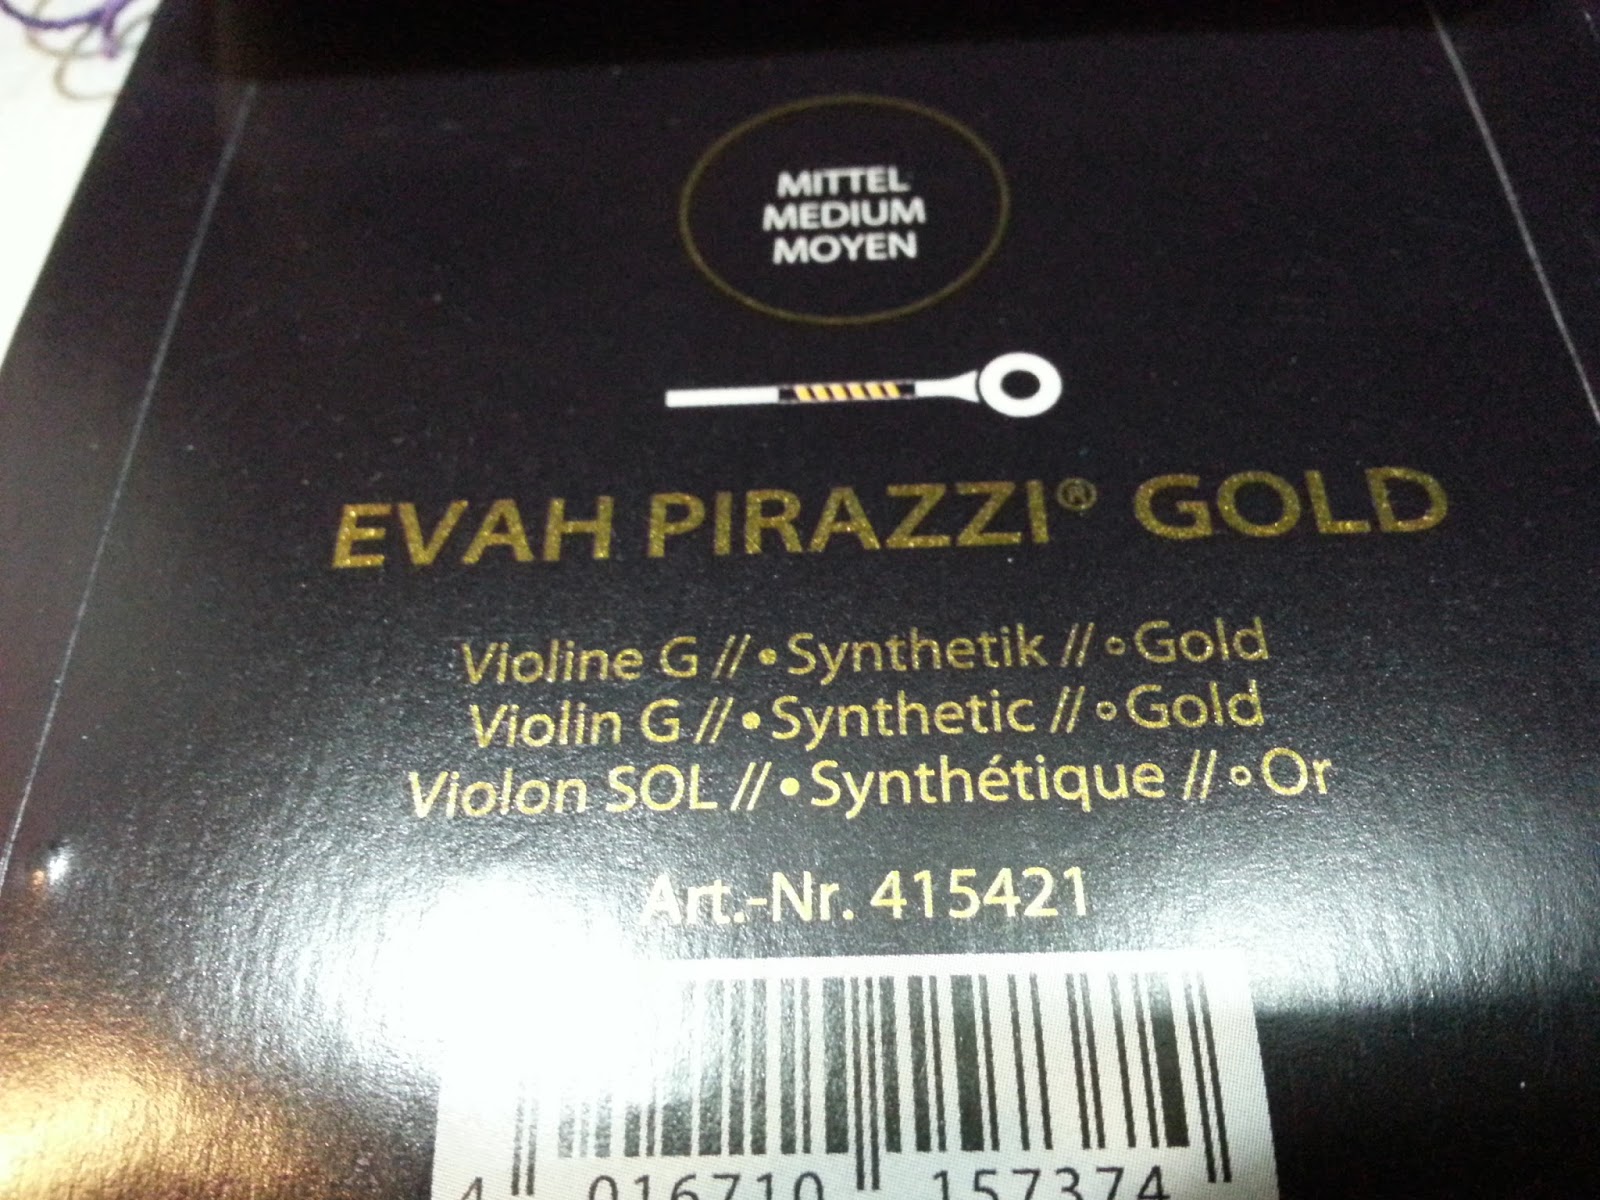 MITTEL
MEDIUM
MOYEN
EVAH PIRAZZI® GOLD
Violine G // • Synthetik // ○ Gold
Violin G // • Synthetic // ○ Gold
Violon SOL // • Synthétique // ○ Or
Art.-Nr. 415421
4 016710 157374